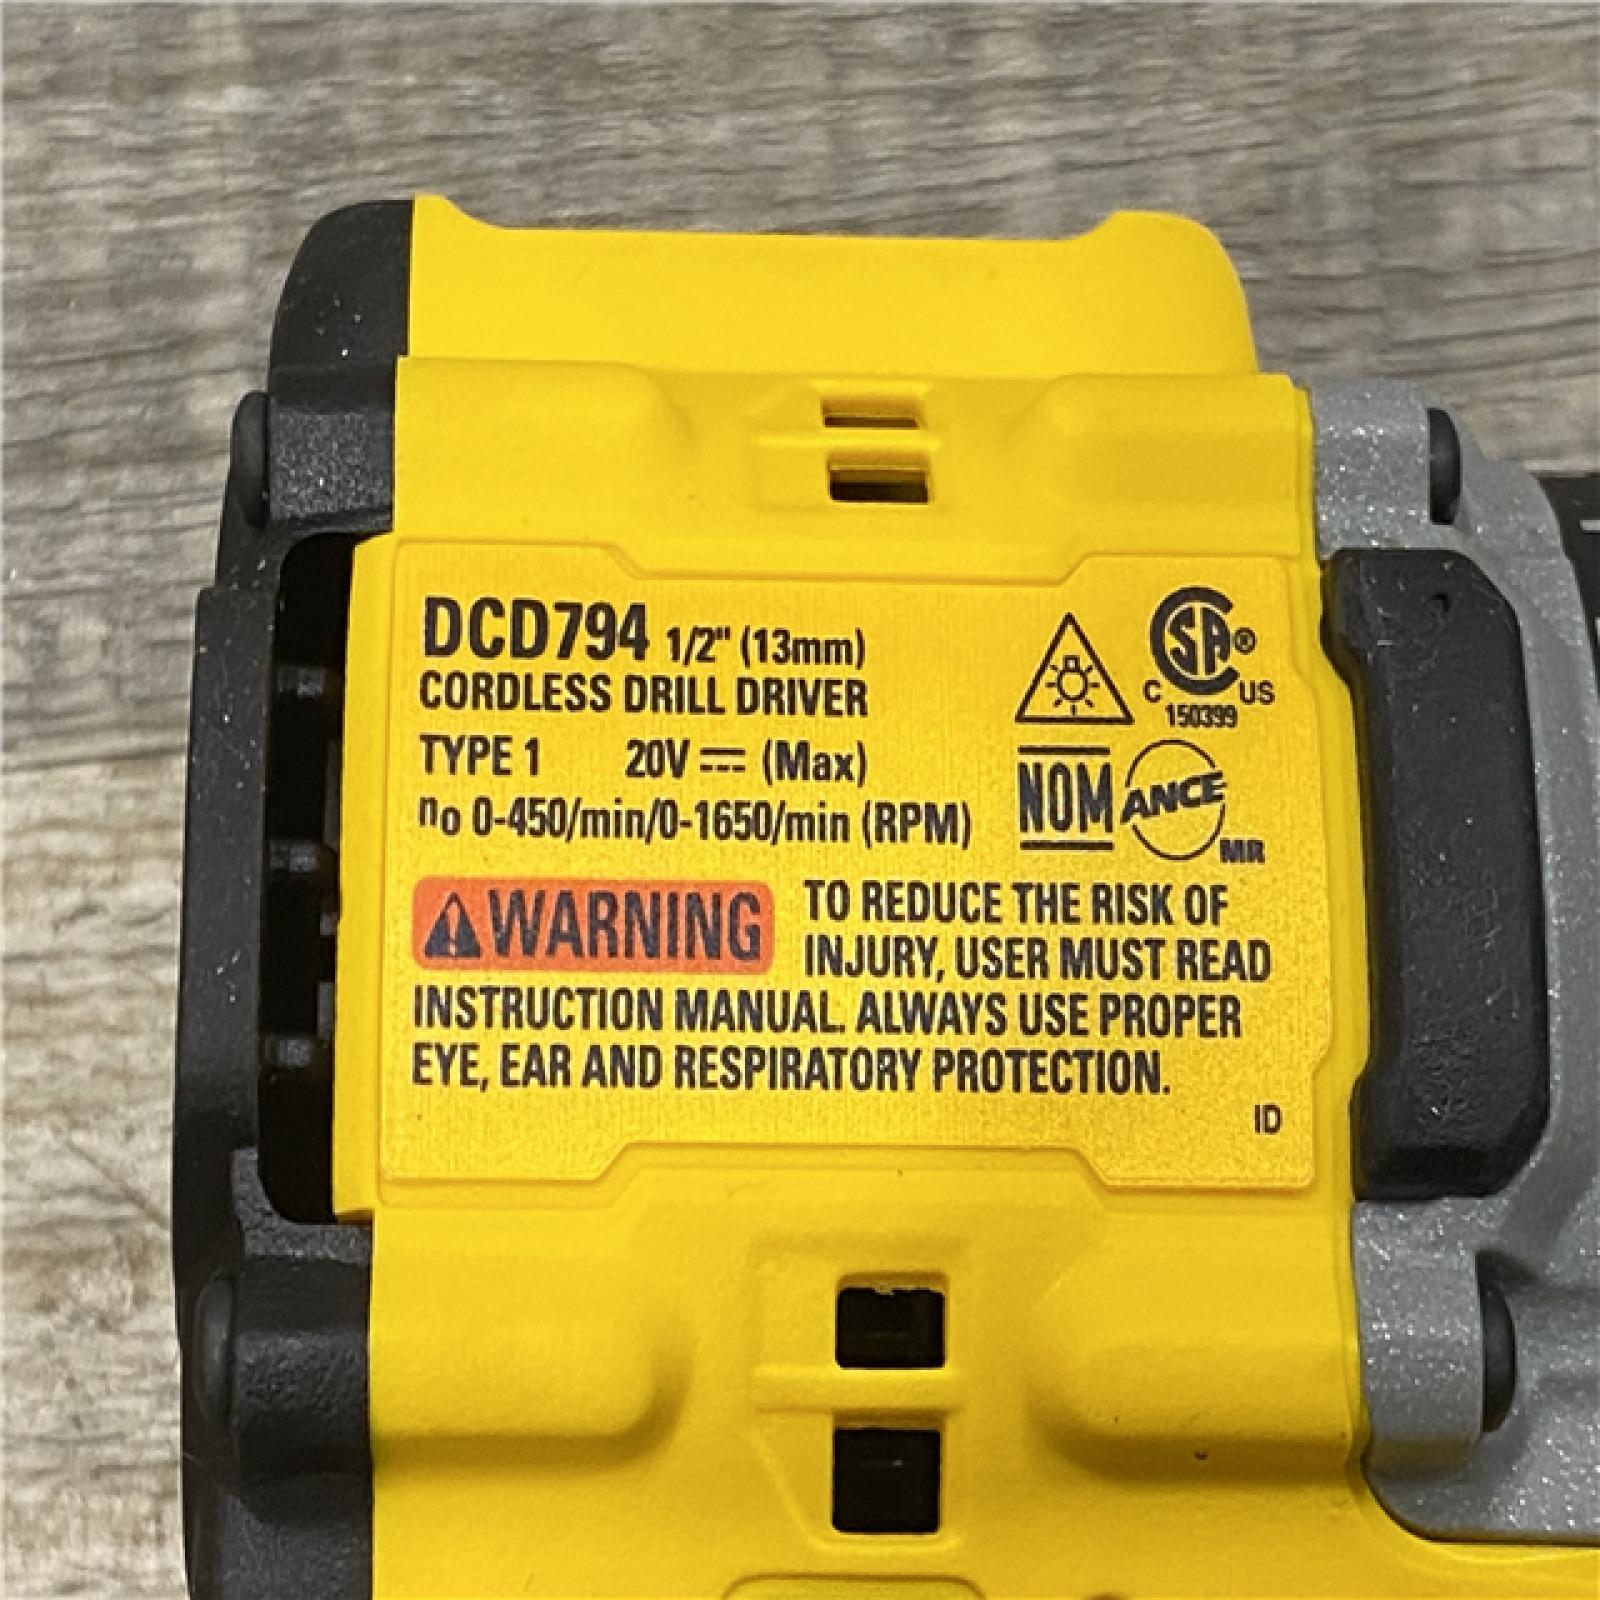 DCD794 1/2" (13mm)
CORDLESS DRILL DRIVER
TYPE 1 20V ⎓ (Max)
no 0-450/min/0-1650/min (RPM)
CSA®
C US
150399
NOM ANCE
MR
⚠WARNING TO REDUCE THE RISK OF
INJURY, USER MUST READ
INSTRUCTION MANUAL. ALWAYS USE PROPER
EYE, EAR AND RESPIRATORY PROTECTION.
ID